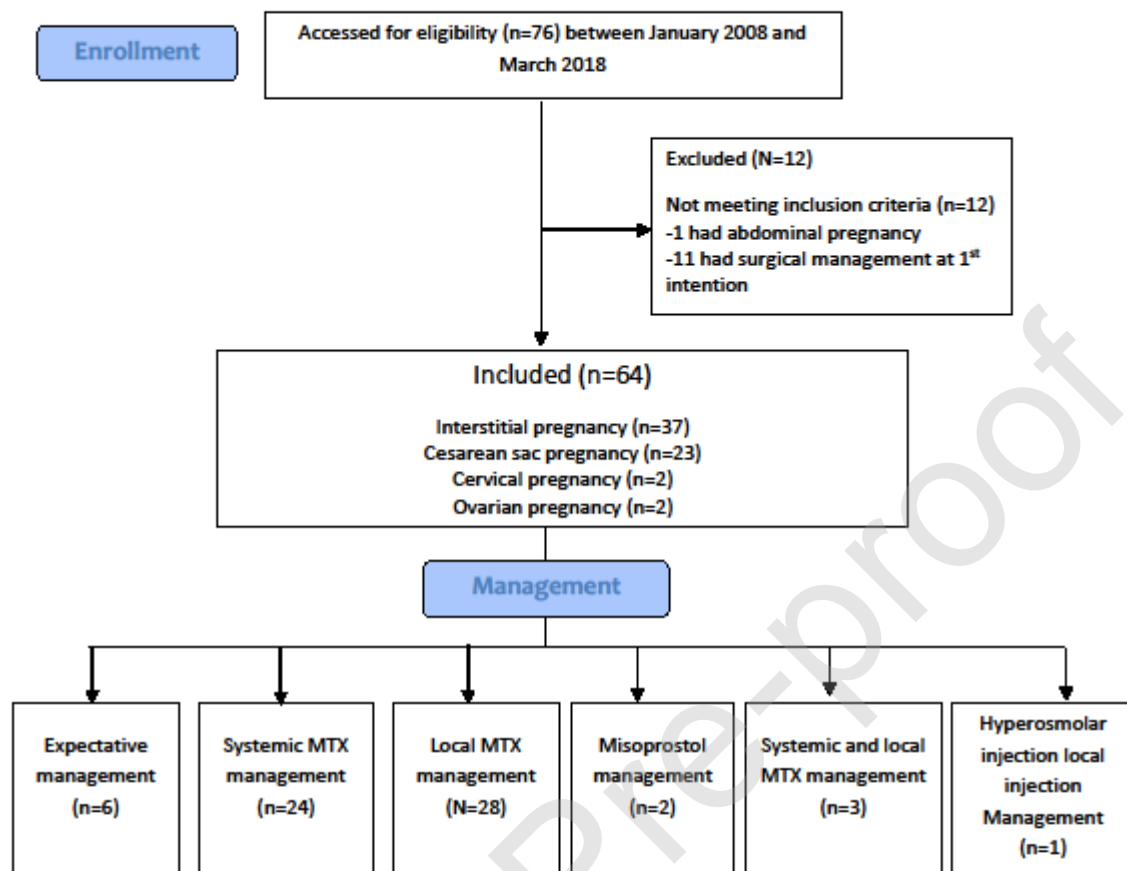 Enrollment
Accessed for eligibility (n=76) between January 2008 and
March 2018
Excluded (N=12)
Not meeting inclusion criteria (n=12)
-1 had abdominal pregnancy
-11 had surgical management at 1st
intention
Included (n=64)
Interstitial pregnancy (n=37)
Cesarean sac pregnancy (n=23)
Cervical pregnancy (n=2)
Ovarian pregnancy (n=2)
Management
Expectative
management
(n=6)
Systemic MTX
management
(n=24)
Local MTX
management
(N=28)
Misoprostol
management
(n=2)
Systemic and local
MTX management
(n=3)
Hyperosmolar
injection local
injection
Management
(n=1)
Pre-proof